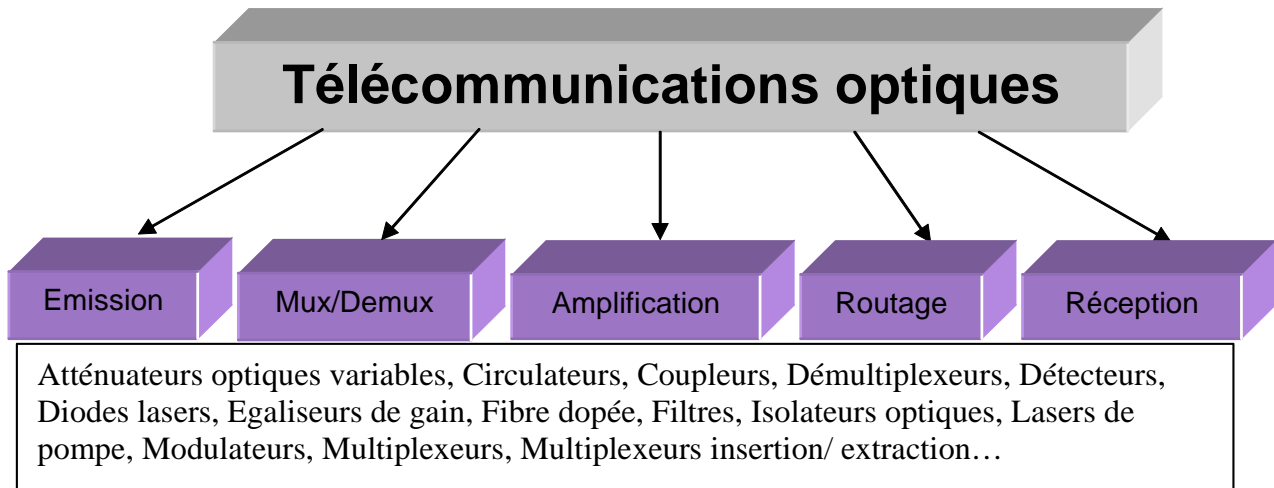 Télécommunications optiques
Emission
Mux/Demux
Amplification
Routage
Réception
Atténuateurs optiques variables, Circulateurs, Coupleurs, Démultiplexeurs, Détecteurs,
Diodes lasers, Egaliseurs de gain, Fibre dopée, Filtres, Isolateurs optiques, Lasers de
pompe, Modulateurs, Multiplexeurs, Multiplexeurs insertion/ extraction…